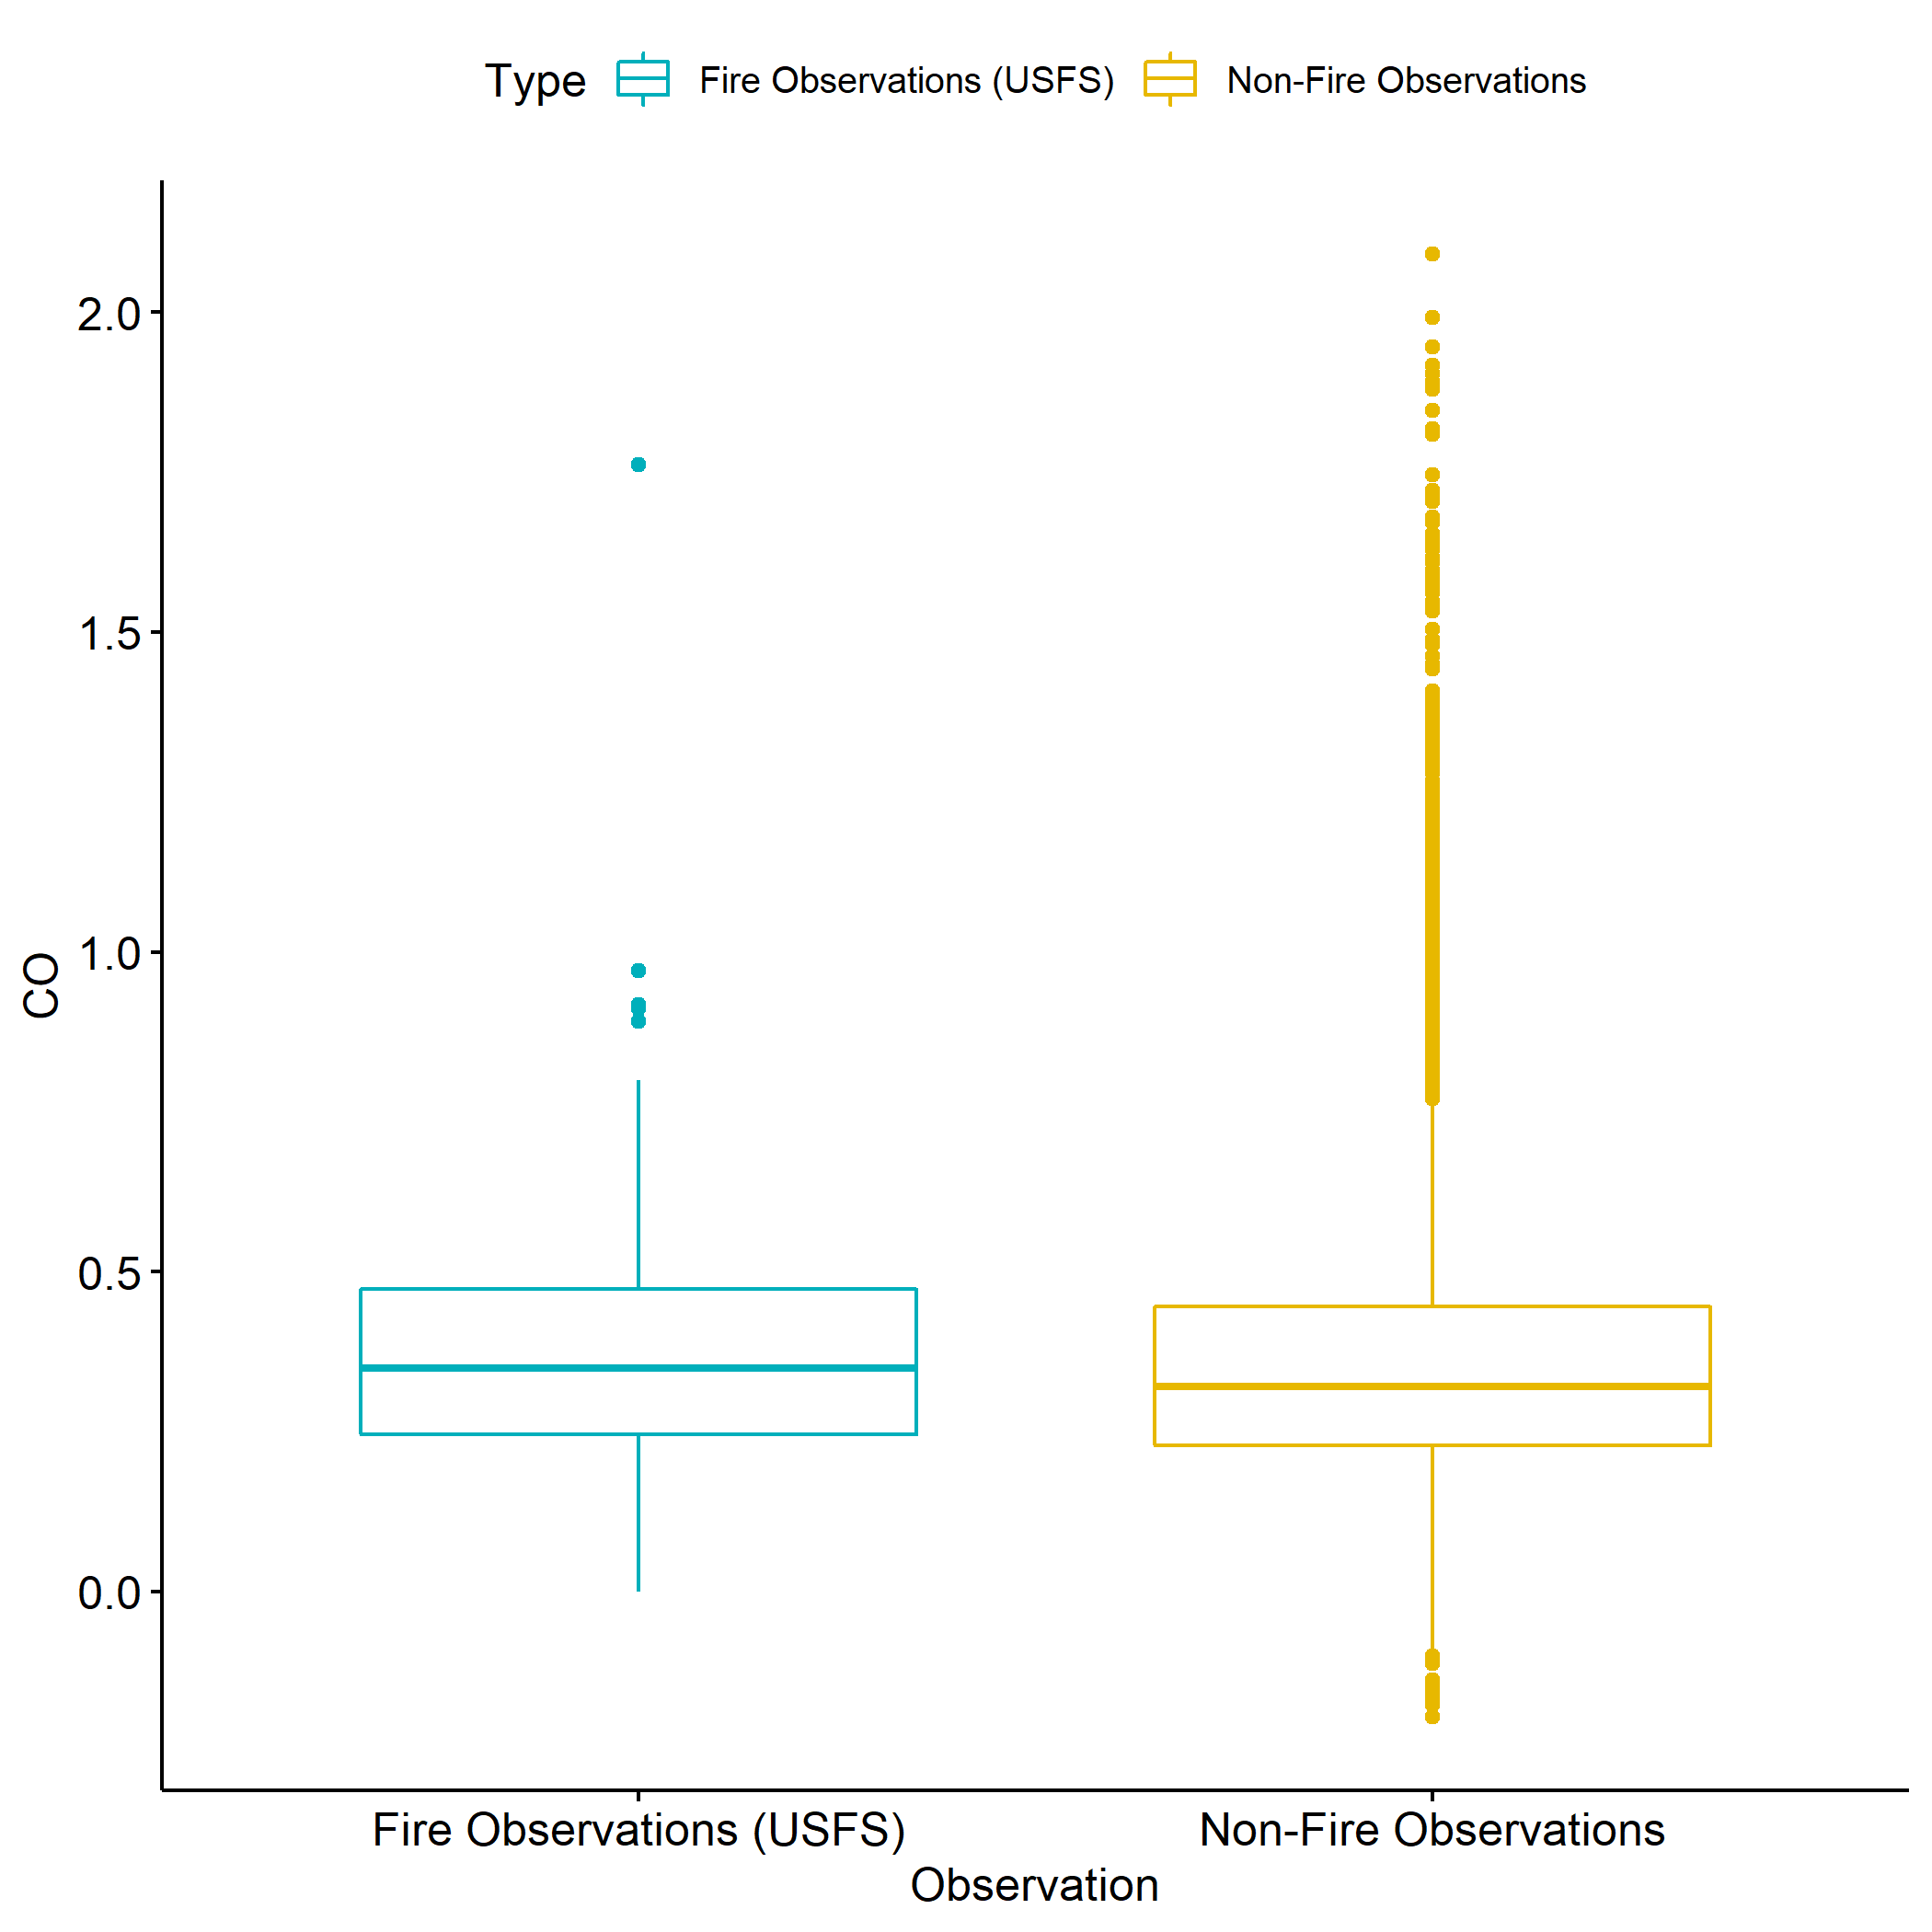 Type Fire Observations (USFS) Non-Fire Observations
2.0
1.5
1.0
0.5
0.0
CO
Fire Observations (USFS) Non-Fire Observations
Observation